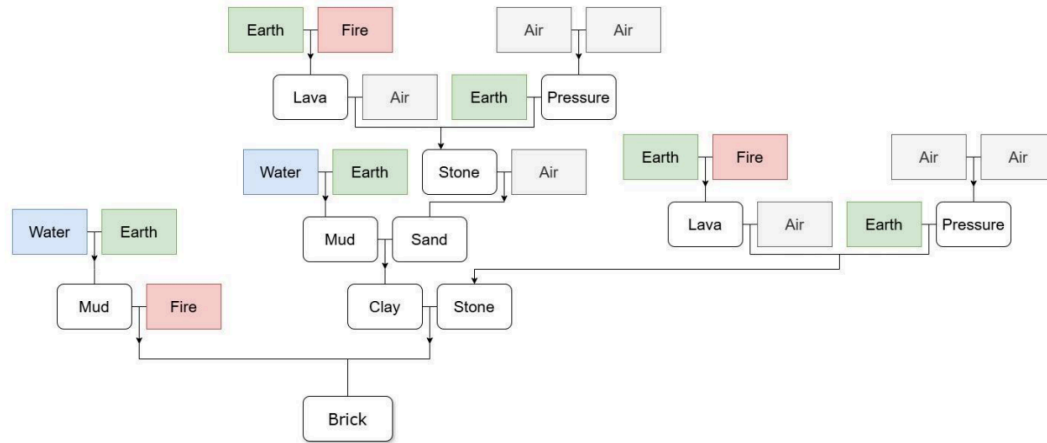 Earth
Fire
Air
Air
Lava
Air
Earth
Pressure
Water
Earth
Stone
Air
Earth
Fire
Air
Air
Water
Earth
Mud
Sand
Lava
Air
Earth
Pressure
Mud
Fire
Clay
Stone
Brick